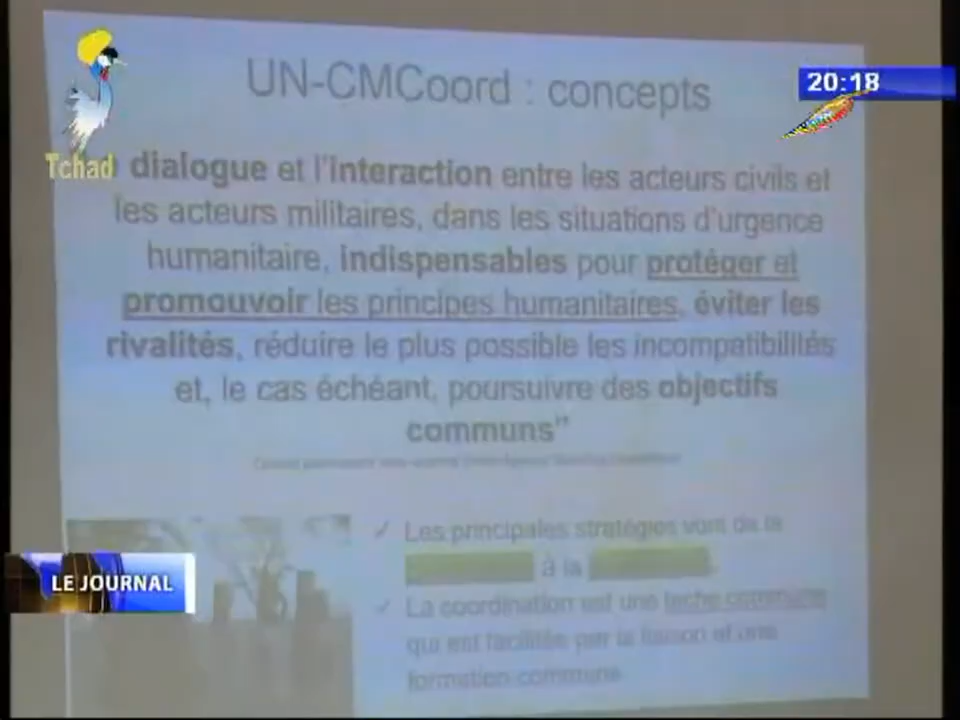 UN-CMCoord : concepts
20:18
Tchad
dialogue et l'interaction entre les acteurs civils et
les acteurs militaires, dans les situations d'urgence
humanitaire, indispensables pour protéger et
promouvoir les principes humanitaires, éviter les
rivalités, réduire le plus possible les incompatibilités
et, le cas échéant, poursuivre des objectifs
communs"
✓ Les principales stratégies vont de la
à la
✓ La coordination est une tâche commune
qui est facilitée par la liaison et une
formation commune
LE JOURNAL